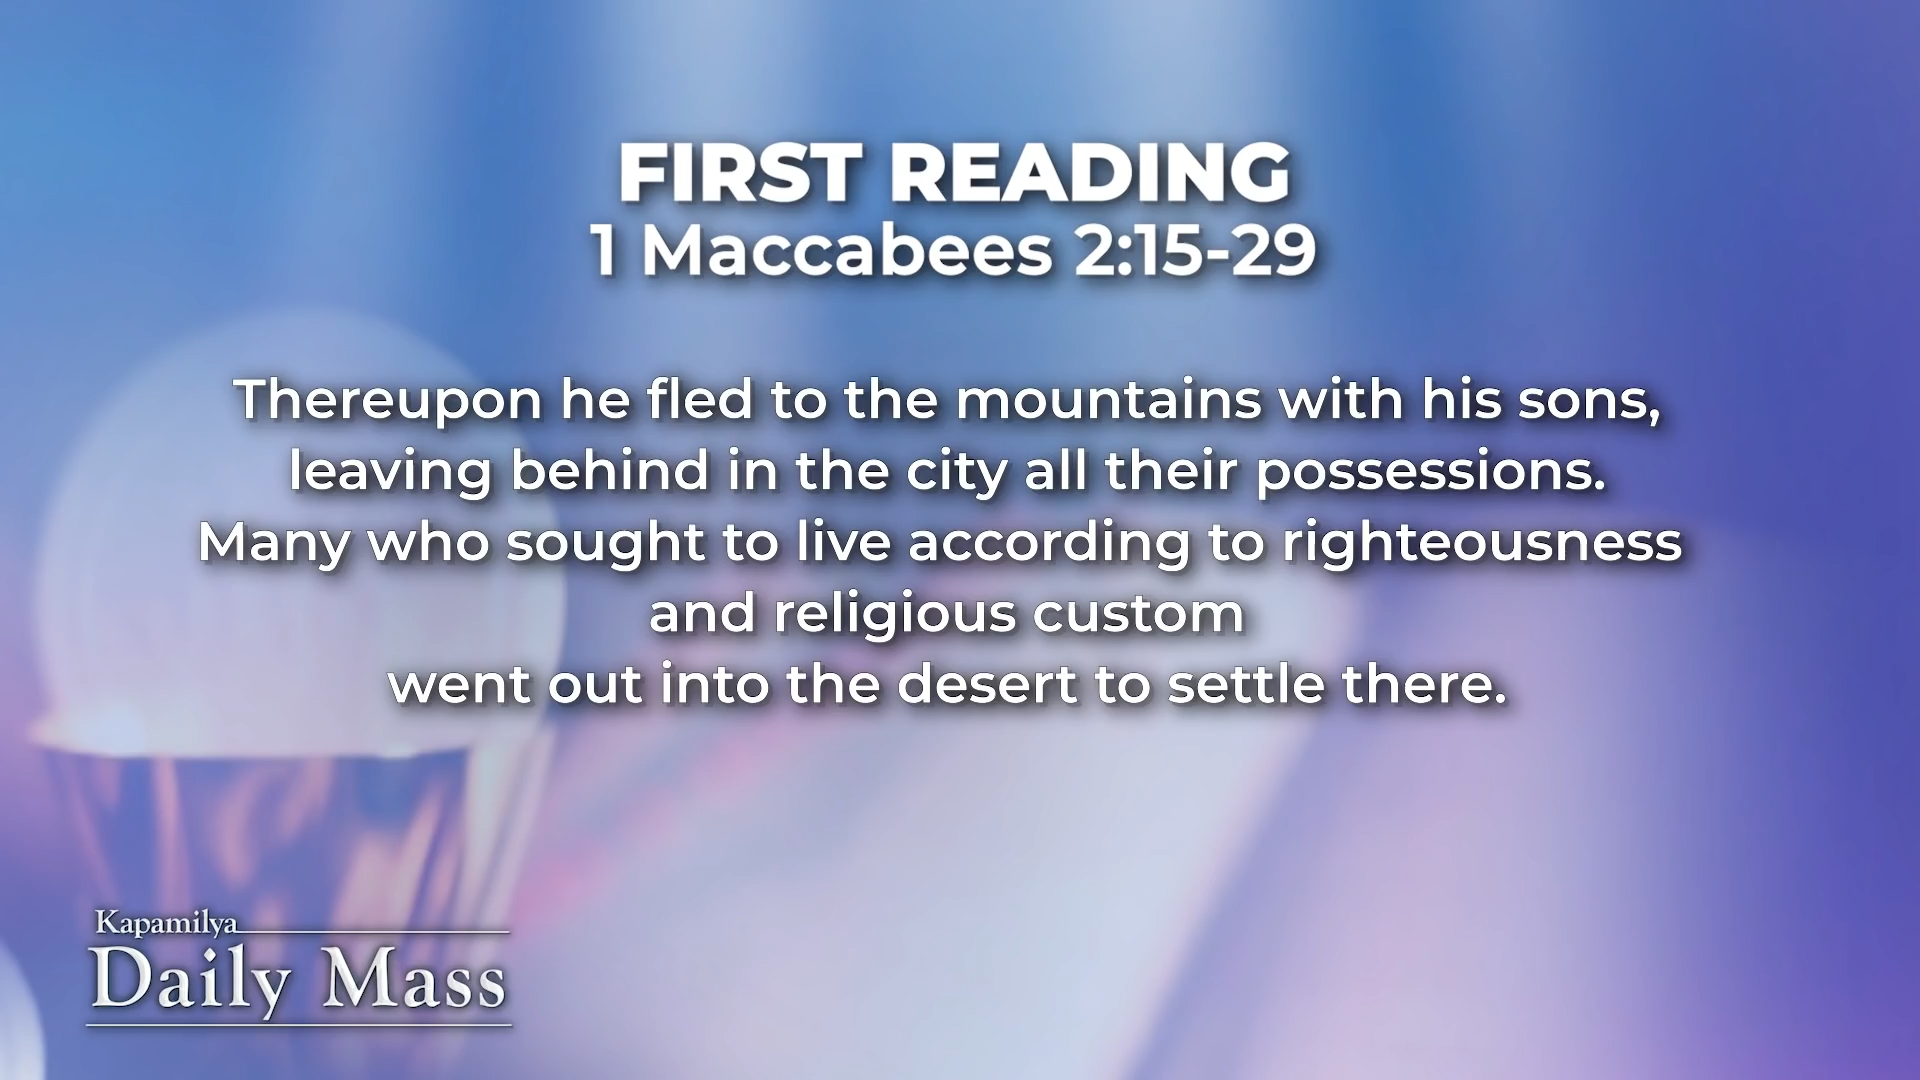 FIRST READING
1 Maccabees 2:15-29
Thereupon he fled to the mountains with his sons,
leaving behind in the city all their possessions.
Many who sought to live according to righteousness
and religious custom
went out into the desert to settle there.
Kapamilya
Daily Mass